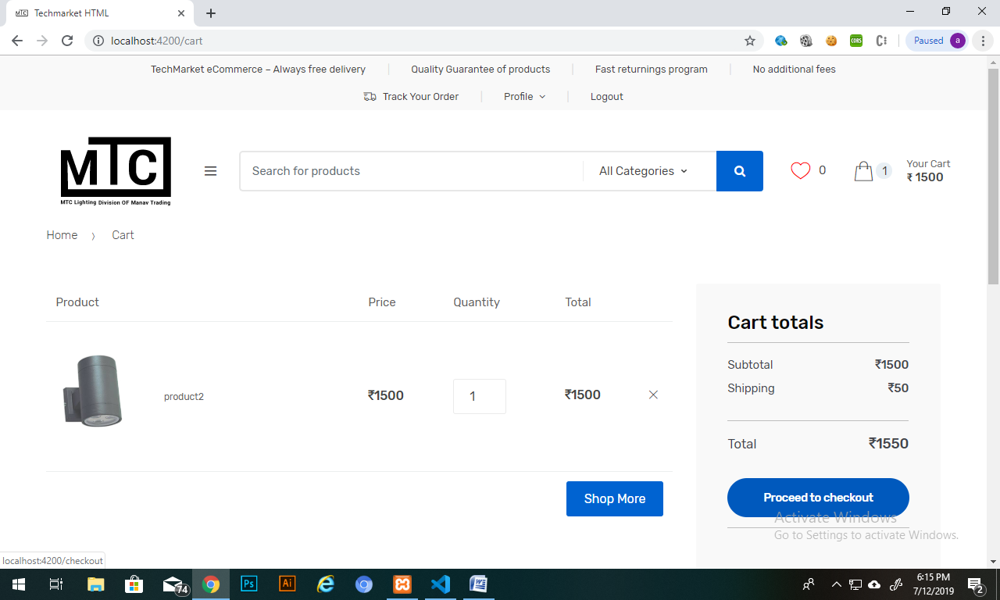 MTC Techmarket HTML
localhost:4200/cart
CORS
Paused a
TechMarket eCommerce – Always free delivery Quality Guarantee of products Fast returnings program No additional fees
Track Your Order Profile Logout
MTC
MTC Lighting Division OF Manav Trading
Search for products All Categories
0
1
Your Cart
₹ 1500
Home › Cart
Product Price Quantity Total
product2 ₹1500 1 ₹1500
Shop More
Cart totals
Subtotal ₹1500
Shipping ₹50
Total ₹1550
Proceed to checkout
Activate Windows
Go to Settings to activate Windows.
localhost:4200/checkout
74
Ps
Ai
6:15 PM
7/12/2019
2